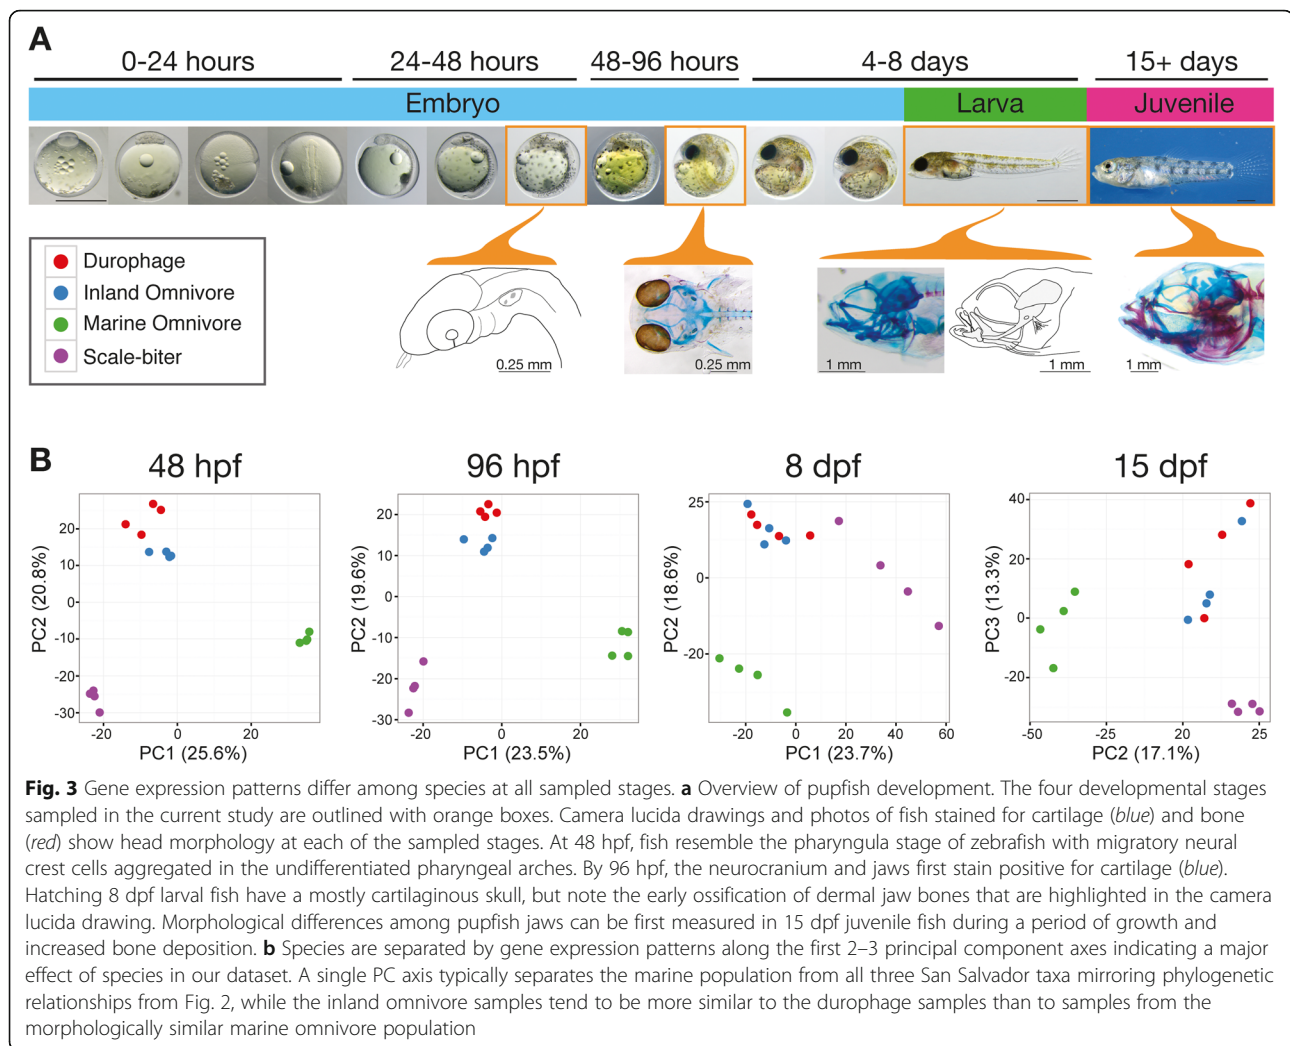 A
0-24 hours
24-48 hours
48-96 hours
4-8 days
15+ days
Embryo
Larva
Juvenile
Durophage
Inland Omnivore
Marine Omnivore
Scale-biter
0.25 mm
0.25 mm
1 mm
1 mm
1 mm
B
48 hpf
20
10
0
-10
-20
-30
PC2 (20.8%)
-20
0
20
PC1 (25.6%)
96 hpf
20
10
0
-10
-20
-30
PC2 (19.6%)
-20
0
20
PC1 (23.5%)
8 dpf
25
0
-20
PC2 (18.6%)
-20
0
20
40
60
PC1 (23.7%)
15 dpf
40
20
0
-20
PC3 (13.3%)
-50
-25
20
25
PC2 (17.1%)
Fig. 3 Gene expression patterns differ among species at all sampled stages. a Overview of pupfish development. The four developmental stages
sampled in the current study are outlined with orange boxes. Camera lucida drawings and photos of fish stained for cartilage (blue) and bone
(red) show head morphology at each of the sampled stages. At 48 hpf, fish resemble the pharyngula stage of zebrafish with migratory neural
crest cells aggregated in the undifferentiated pharyngeal arches. By 96 hpf, the neurocranium and jaws first stain positive for cartilage (blue).
Hatching 8 dpf larval fish have a mostly cartilaginous skull, but note the early ossification of dermal jaw bones that are highlighted in the camera
lucida drawing. Morphological differences among pupfish jaws can be first measured in 15 dpf juvenile fish during a period of growth and
increased bone deposition. b Species are separated by gene expression patterns along the first 2–3 principal component axes indicating a major
effect of species in our dataset. A single PC axis typically separates the marine population from all three San Salvador taxa mirroring phylogenetic
relationships from Fig. 2, while the inland omnivore samples tend to be more similar to the durophage samples than to samples from the
morphologically similar marine omnivore population